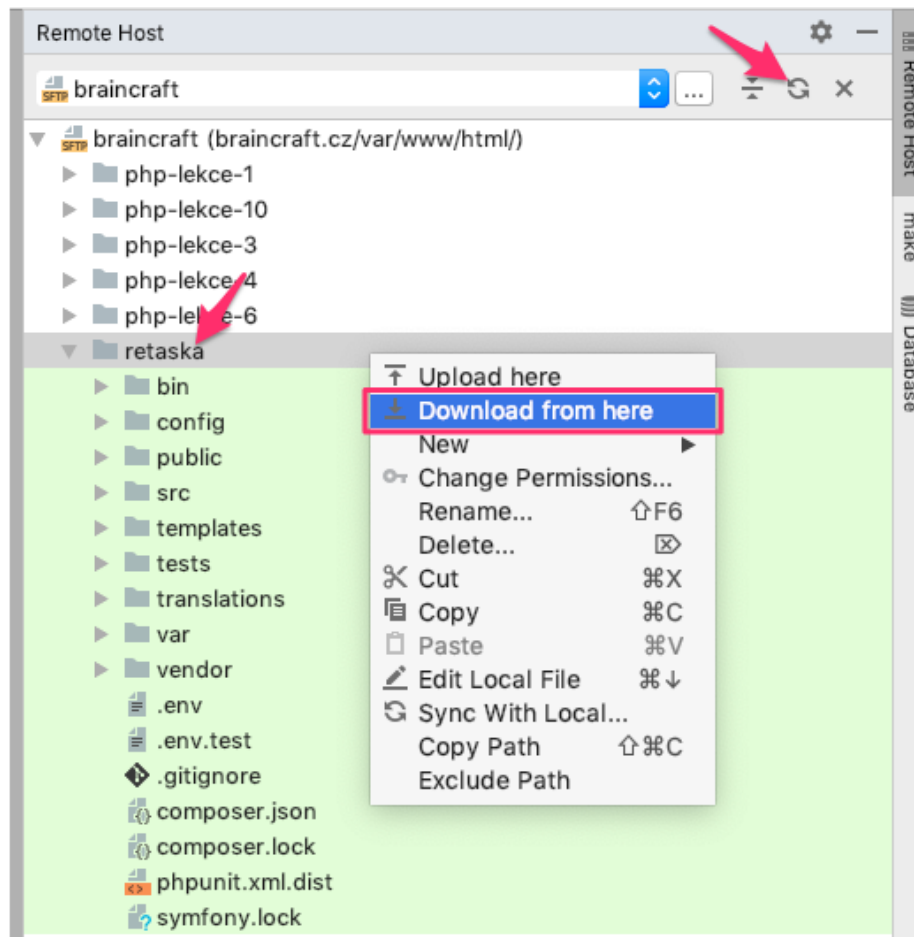 Remote Host
SFTP braincraft
...
SFTP braincraft (braincraft.cz/var/www/html/)
php-lekce-1
php-lekce-10
php-lekce-3
php-lekce-4
php-lekce-6
retaska
bin
config
public
src
templates
tests
translations
var
vendor
.env
.env.test
.gitignore
composer.json
composer.lock
phpunit.xml.dist
symfony.lock
Upload here
Download from here
New
Change Permissions...
Rename... ⇧F6
Delete... ⌦
Cut ⌘X
Copy ⌘C
Paste ⌘V
Edit Local File ⌘↓
Sync With Local...
Copy Path ⇧⌘C
Exclude Path
Remote Host
make
Database